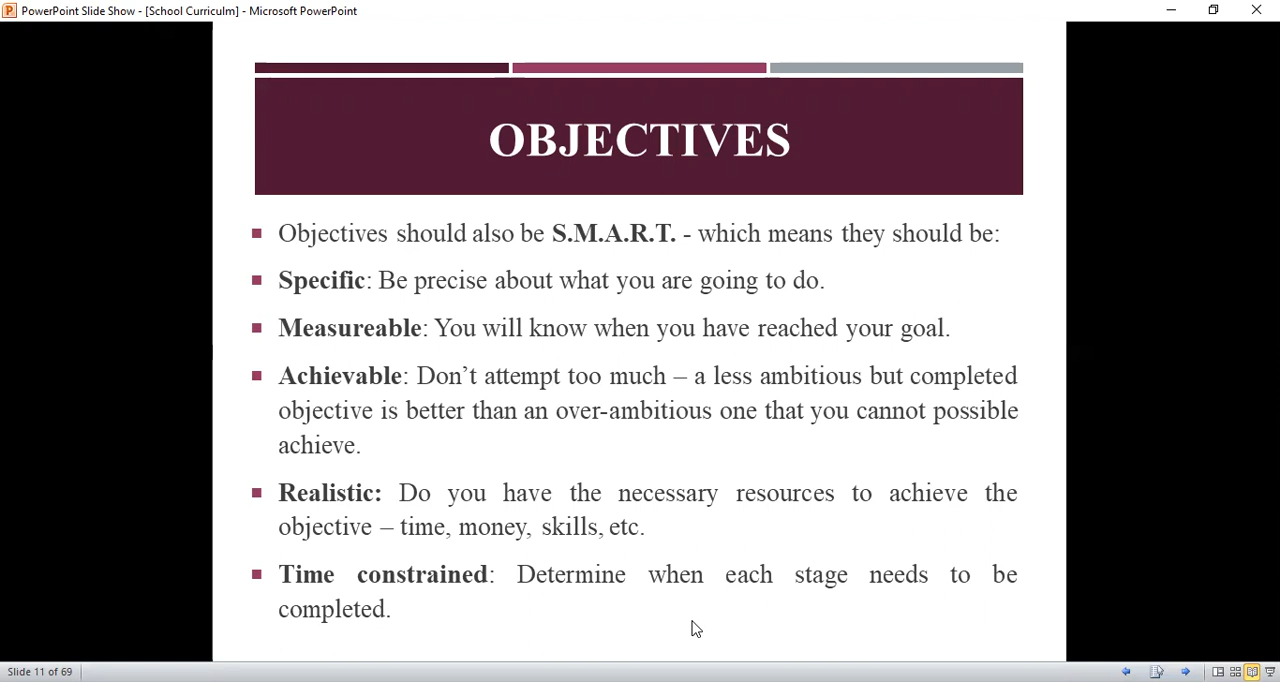 PowerPoint Slide Show - [School Curriculm] - Microsoft PowerPoint
OBJECTIVES
Objectives should also be S.M.A.R.T. - which means they should be:
Specific: Be precise about what you are going to do.
Measureable: You will know when you have reached your goal.
Achievable: Don’t attempt too much – a less ambitious but completed
objective is better than an over-ambitious one that you cannot possible
achieve.
Realistic: Do you have the necessary resources to achieve the
objective – time, money, skills, etc.
Time constrained: Determine when each stage needs to be
completed.
Slide 11 of 69